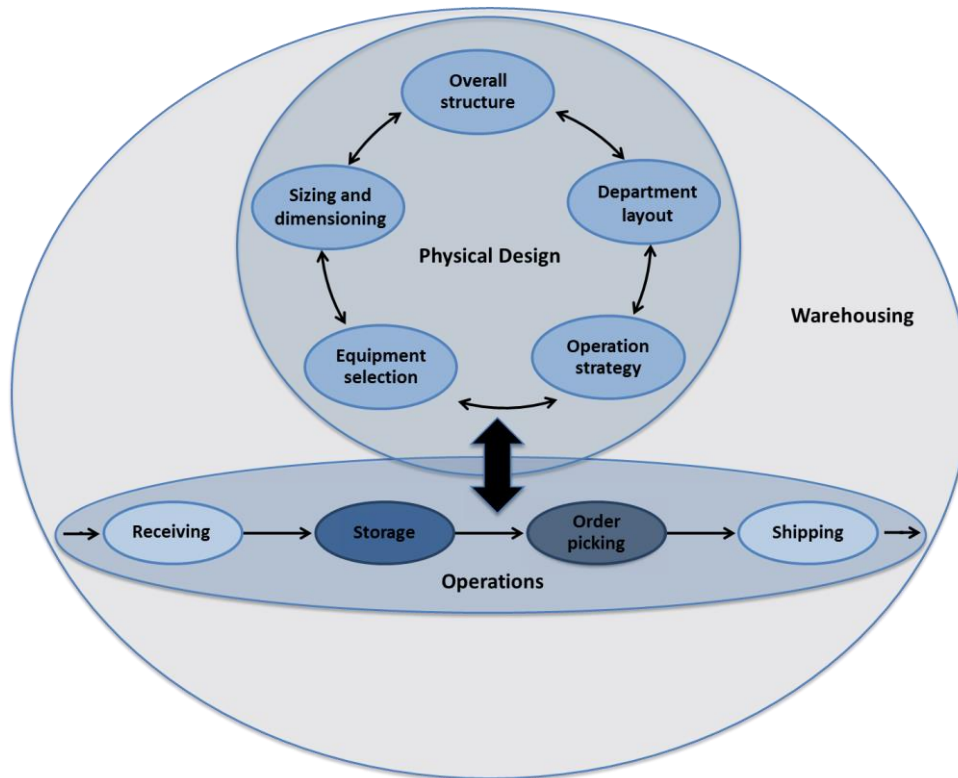 Overall
structure
Sizing and
dimensioning
Department
layout
Physical Design
Warehousing
Equipment
selection
Operation
strategy
Receiving
Storage
Order
picking
Shipping
Operations